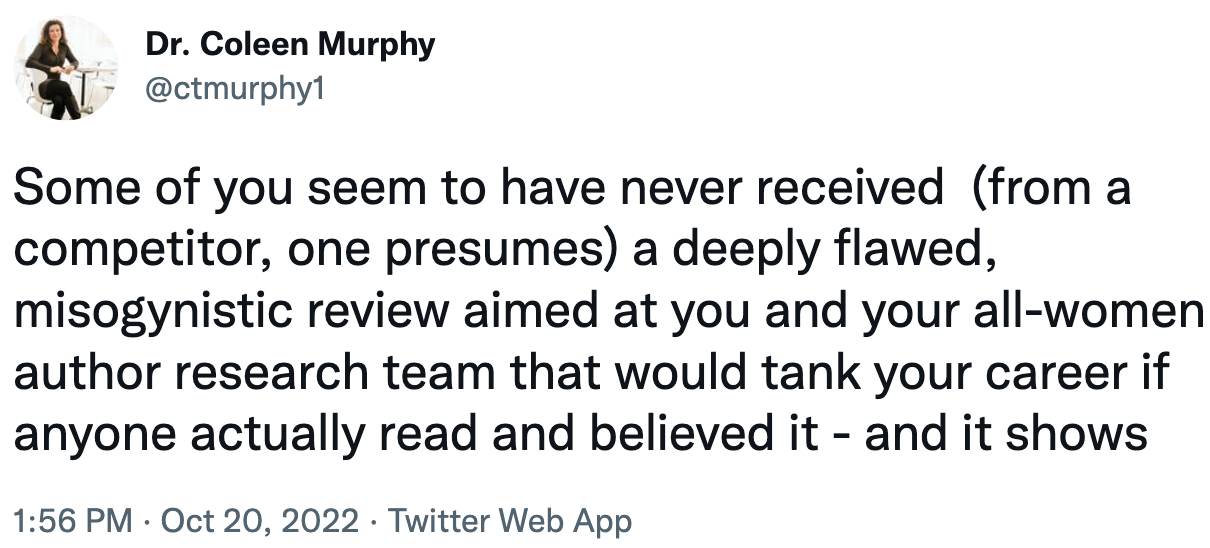 Dr. Coleen Murphy
@ctmurphy1
Some of you seem to have never received  (from a
competitor, one presumes) a deeply flawed,
misogynistic review aimed at you and your all-women
author research team that would tank your career if
anyone actually read and believed it - and it shows
1:56 PM · Oct 20, 2022 · Twitter Web App